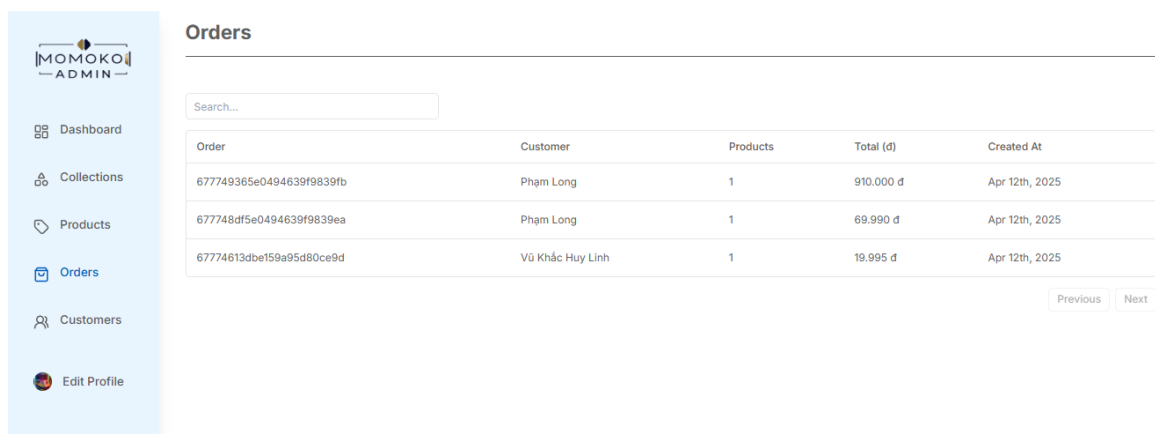 MOMOKOI
ADMIN
Dashboard
Collections
Products
Orders
Customers
Edit Profile
Orders
Search...
Order Customer Products Total (đ) Created At
677749365e0494639f9839fb Phạm Long 1 910.000 đ Apr 12th, 2025
677748df5e0494639f9839ea Phạm Long 1 69.990 đ Apr 12th, 2025
67774613dbe159a95d80ce9d Vũ Khắc Huy Linh 1 19.995 đ Apr 12th, 2025
Previous Next